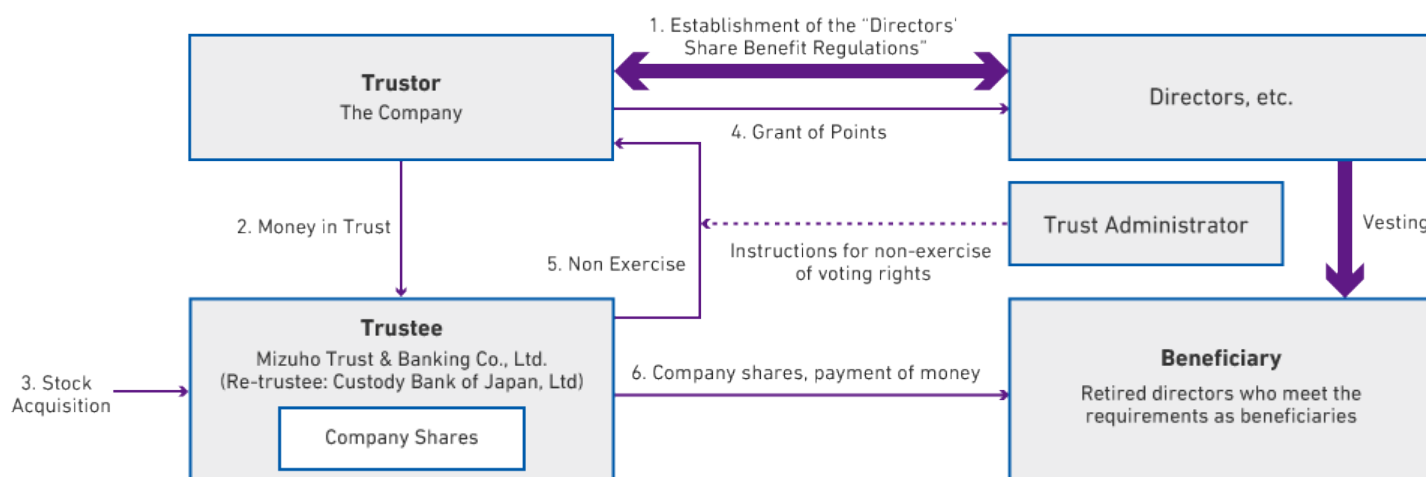 1. Establishment of the "Directors'
Share Benefit Regulations"
Trustor
The Company
Directors, etc.
4. Grant of Points
2. Money in Trust
5. Non Exercise
Instructions for non-exercise
of voting rights
Trust Administrator
Vesting
Trustee
Mizuho Trust & Banking Co., Ltd.
(Re-trustee: Custody Bank of Japan, Ltd)
Company Shares
3. Stock
Acquisition
6. Company shares, payment of money
Beneficiary
Retired directors who meet the
requirements as beneficiaries